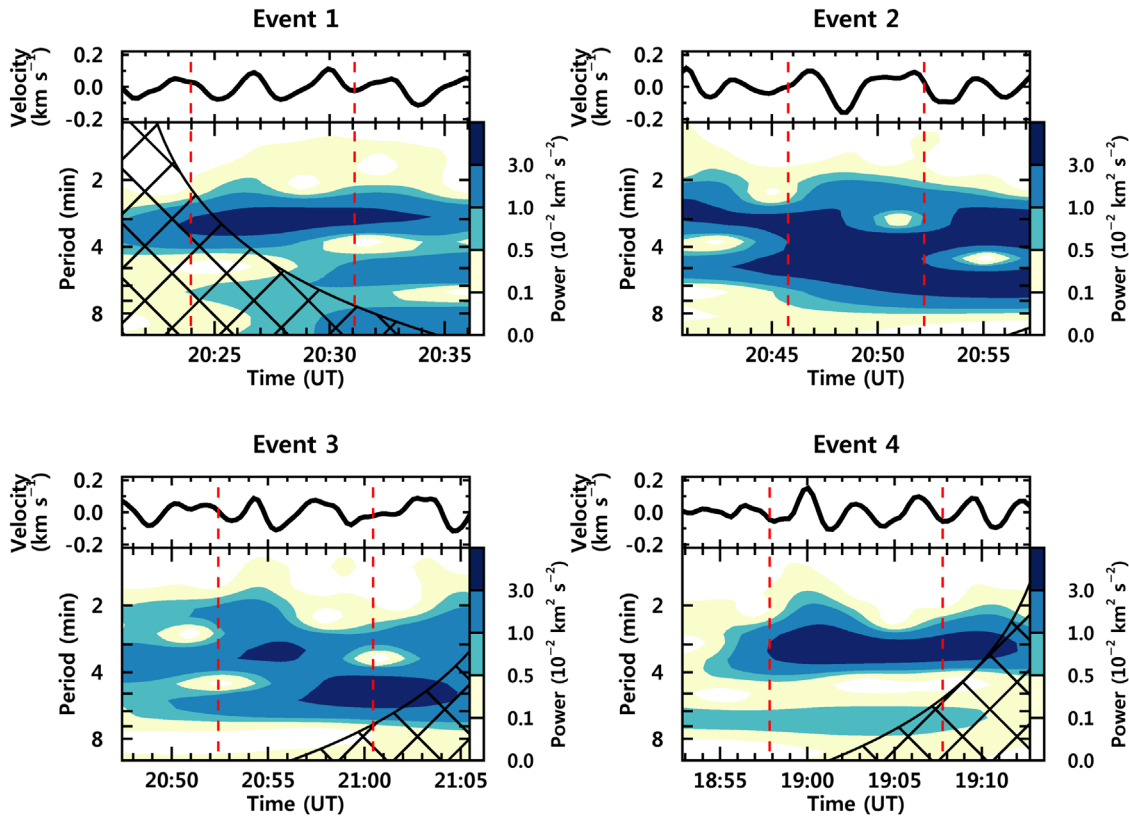 Event 1
Velocity
(km s⁻¹)
0.2
0.0
-0.2
Period (min)
2
4
8
20:25
20:30
20:35
Time (UT)
3.0
1.0
0.5
0.1
0.0
Power (10⁻² km² s⁻²)
Event 2
Velocity
(km s⁻¹)
0.2
0.0
-0.2
Period (min)
2
4
8
20:45
20:50
20:55
Time (UT)
3.0
1.0
0.5
0.1
0.0
Power (10⁻² km² s⁻²)
Event 3
Velocity
(km s⁻¹)
0.2
0.0
-0.2
Period (min)
2
4
8
20:50
20:55
21:00
21:05
Time (UT)
3.0
1.0
0.5
0.1
0.0
Power (10⁻² km² s⁻²)
Event 4
Velocity
(km s⁻¹)
0.2
0.0
-0.2
Period (min)
2
4
8
18:55
19:00
19:05
19:10
Time (UT)
3.0
1.0
0.5
0.1
0.0
Power (10⁻² km² s⁻²)